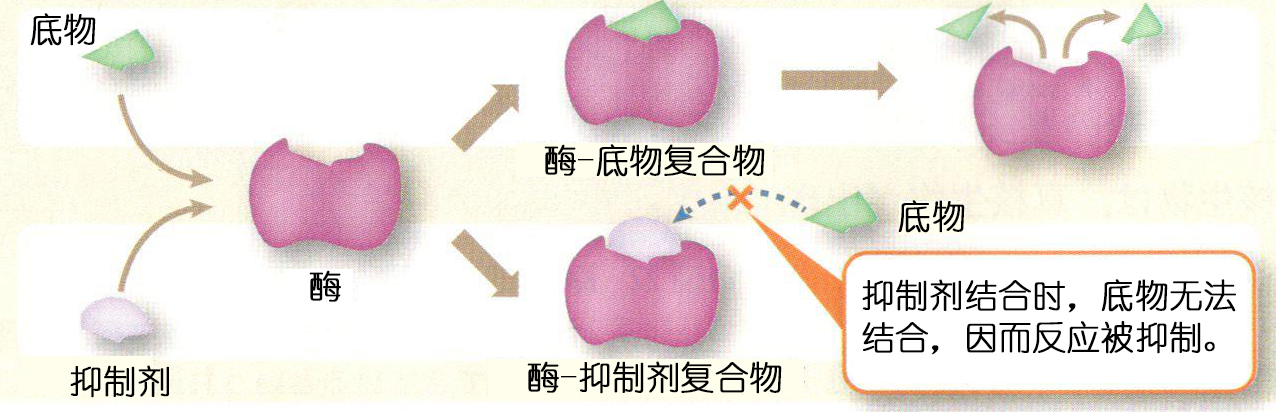 底物
酶-底物复合物
底物
酶
抑制剂结合时，底物无法
结合，因而反应被抑制。
抑制剂
酶-抑制剂复合物